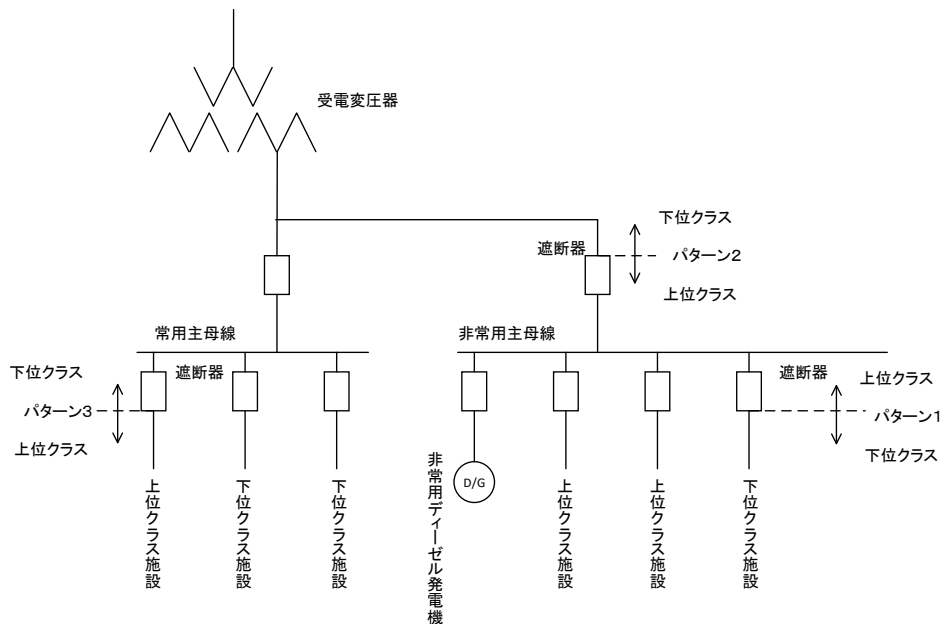 受電変圧器
下位クラス
遮断器
パターン2
上位クラス
常用主母線
非常用主母線
下位クラス
遮断器
パターン3
上位クラス
遮断器
上位クラス
パターン1
下位クラス
上位クラス施設
下位クラス施設
下位クラス施設
非常用ディーゼル発電機
D/G
上位クラス施設
上位クラス施設
下位クラス施設